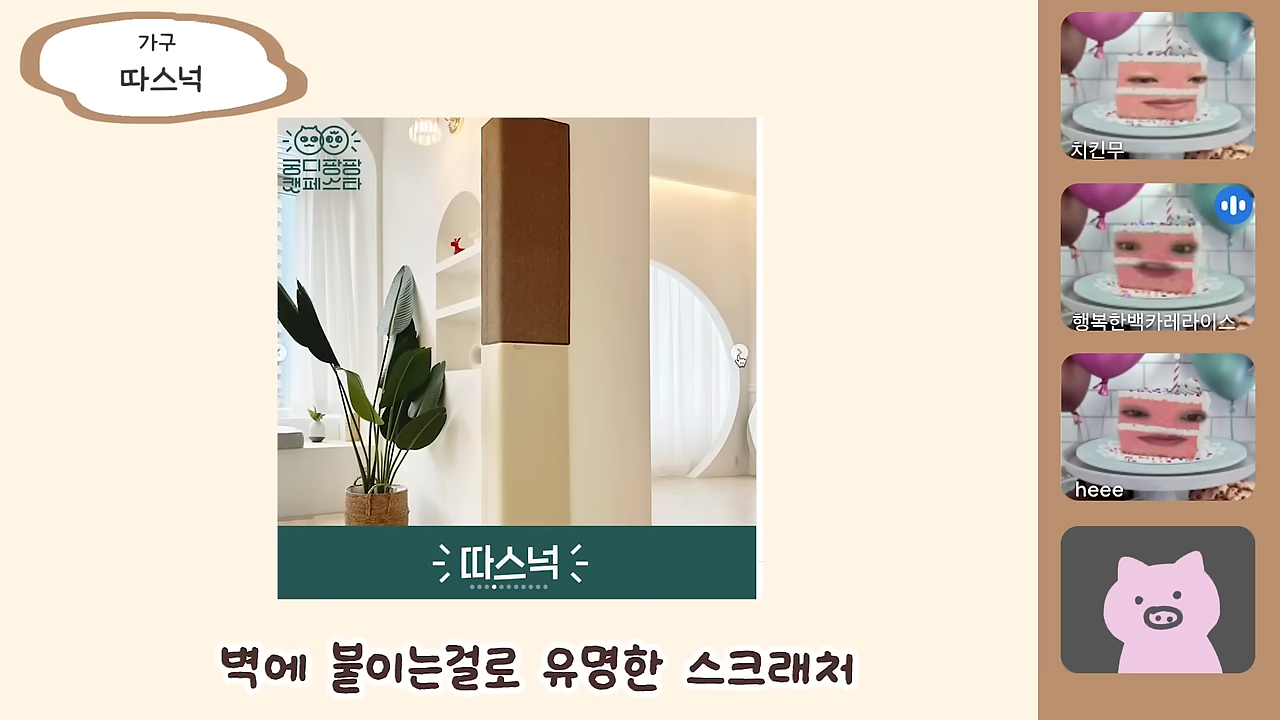 가구
따스넉
궁디팡팡
캣페스타
따스넉
벽에 붙이는걸로 유명한 스크래처
치킨무
행복한백카레라이스
heee